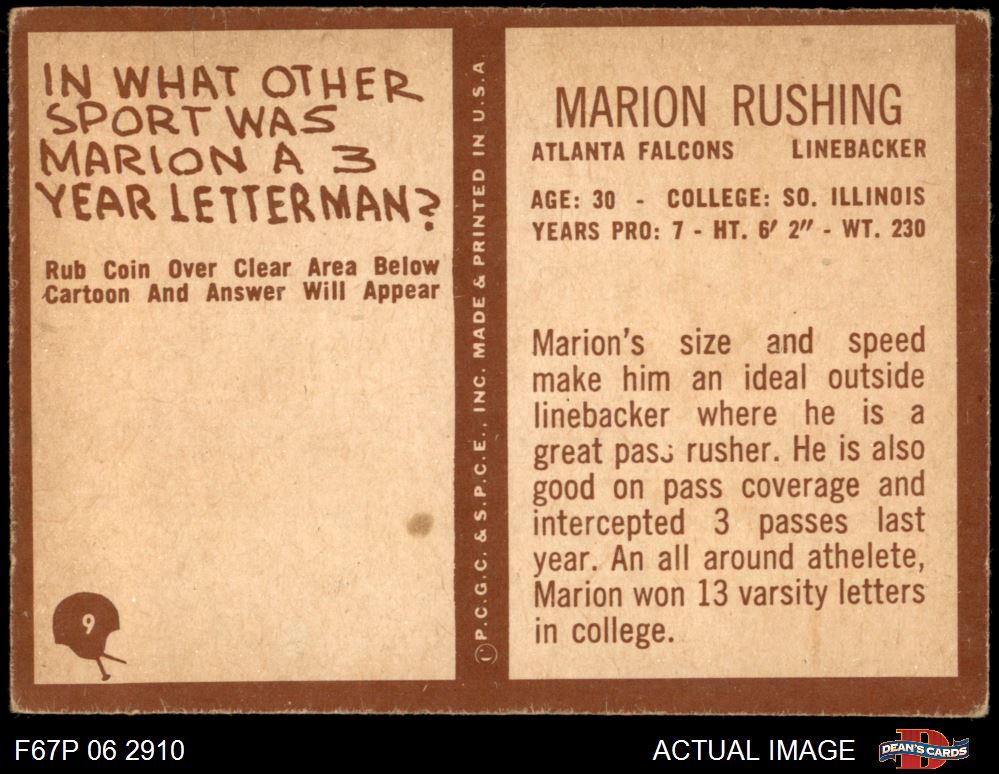 IN WHAT OTHER
SPORT WAS
MARION A 3
YEAR LETTERMAN?
Rub Coin Over Clear Area Below
Cartoon And Answer Will Appear
9
© P.C.G.C. & S.P.C.E., INC. MADE & PRINTED IN U.S.A
MARION RUSHING
ATLANTA FALCONS LINEBACKER
AGE: 30 - COLLEGE: SO. ILLINOIS
YEARS PRO: 7 - HT. 6' 2" - WT. 230
Marion's size and speed
make him an ideal outside
linebacker where he is a
great pass rusher. He is also
good on pass coverage and
intercepted 3 passes last
year. An all around athelete,
Marion won 13 varsity letters
in college.
F67P 06 2910
ACTUAL IMAGE
DEAN'S CARDS